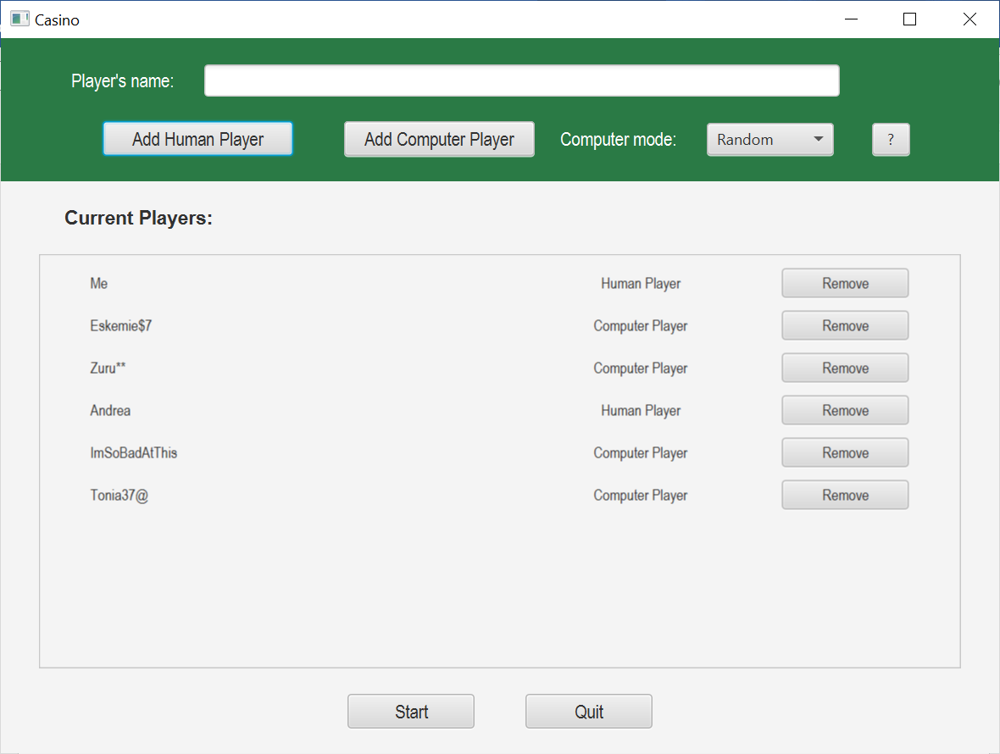 Casino
Player's name:
Add Human Player Add Computer Player Computer mode: Random ?
Current Players:
Me Human Player Remove
Eskemie$7 Computer Player Remove
Zuru** Computer Player Remove
Andrea Human Player Remove
ImSoBadAtThis Computer Player Remove
Tonia37@ Computer Player Remove
Start Quit